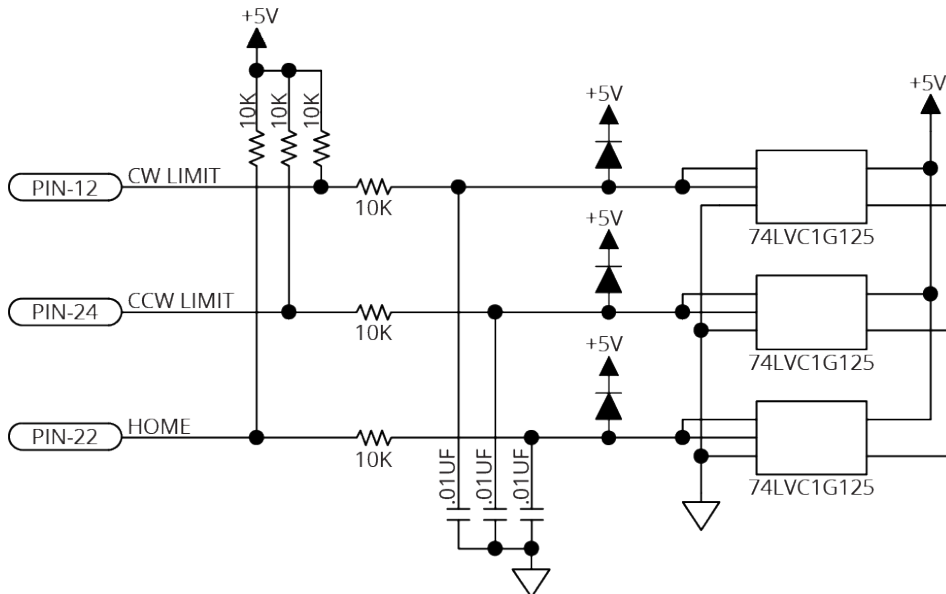 +5V
10K
10K
10K
PIN-12
CW LIMIT
10K
+5V
+5V
74LVC1G125
PIN-24
CCW LIMIT
10K
+5V
74LVC1G125
PIN-22
HOME
10K
+5V
74LVC1G125
.01UF
.01UF
.01UF